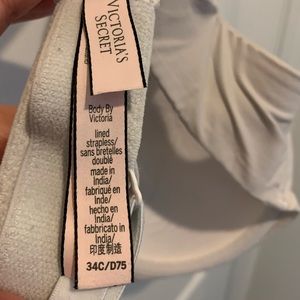 VICTORIA'S
SECRET
Body By
Victoria
lined
strapless/
sans bretelles
doublé
made in
India/
fabriqué en
Inde/
hecho en
India/
fabbricato in
India/
印度制造
34C/D75